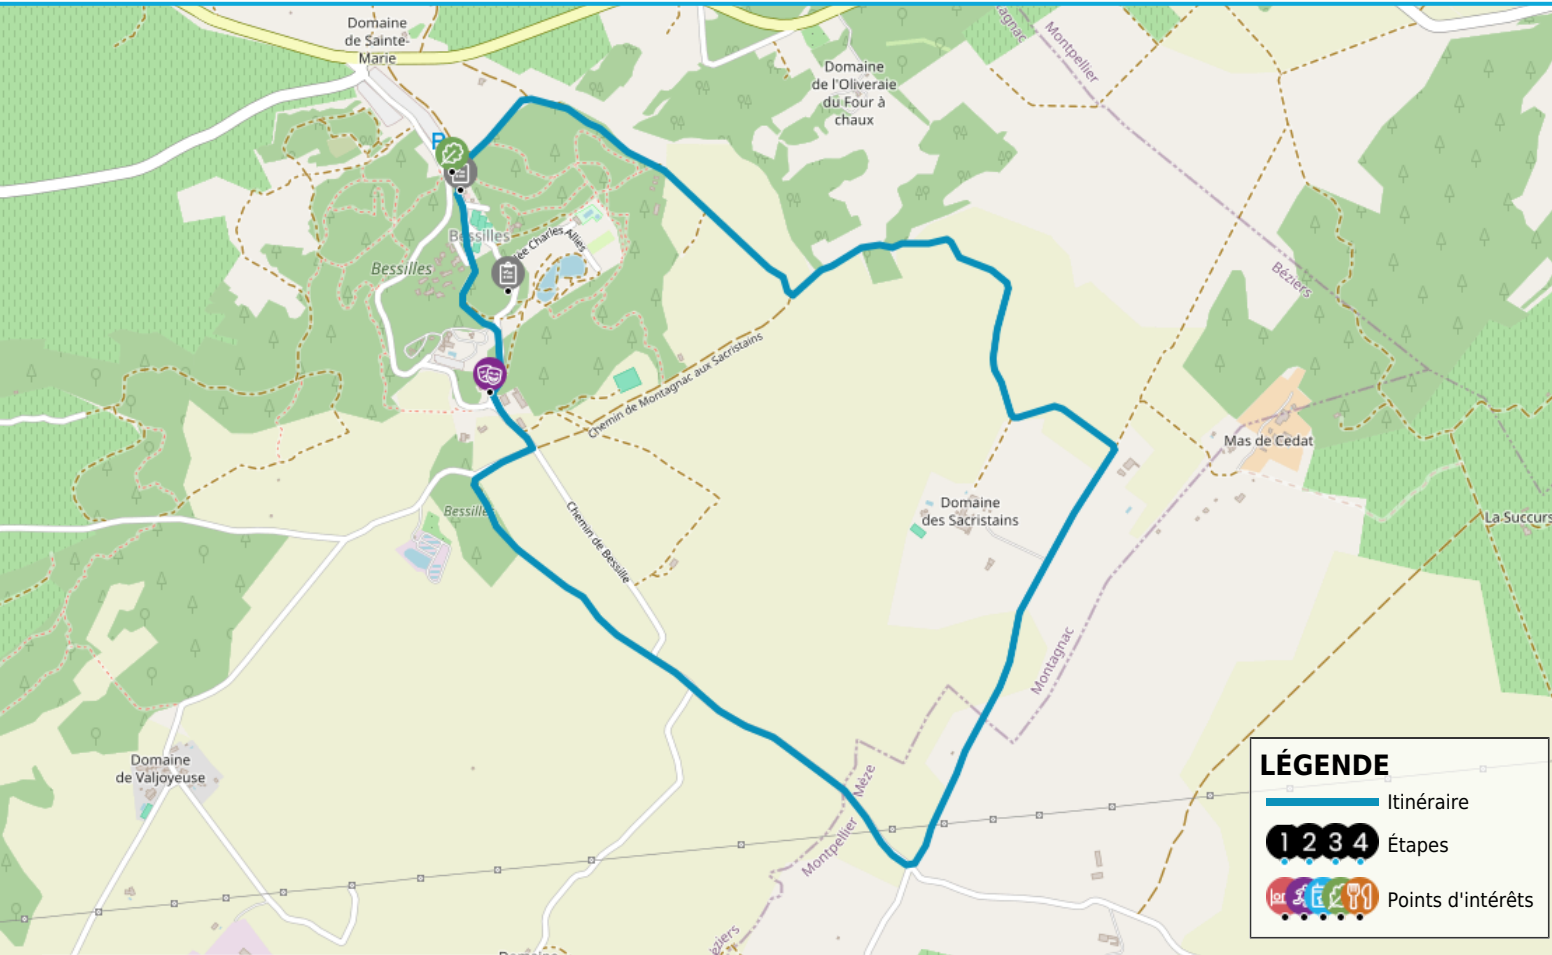 Domaine
de Sainte-
Marie
Montpellier
Domaine
de l'Oliveraie
du Four à
chaux
P
Bessilles
Allée Charles Allies
Bessilles
Béziers
Chemin de Montagnac aux Sacristains
Mas de Cedat
Bessilles
Domaine
des Sacristains
La Succurs
Chemin de Bessille
Montagnac
Domaine
de Valjoyeuse
Mèze
Montpellier
LÉGENDE
Itinéraire
1 2 3 4
Étapes
Points d'intérêts